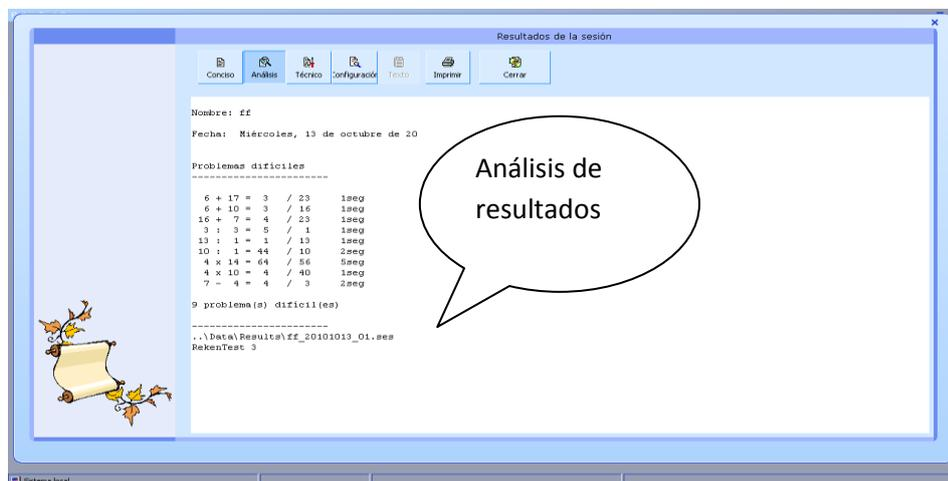 Resultados de la sesión
Conciso Análisis Técnico Configuración Texto Imprimir Cerrar
Nombre: ff
Fecha: Miércoles, 13 de octubre de 20
Problemas difíciles
-----------------------
6 + 17 = 3 / 23 1seg
6 + 10 = 3 / 16 1seg
16 + 7 = 4 / 23 1seg
3 : 3 = 5 / 1 1seg
13 : 1 = 1 / 13 1seg
10 : 1 = 44 / 10 2seg
4 x 14 = 64 / 56 5seg
4 x 10 = 4 / 40 1seg
7 - 4 = 4 / 3 2seg
9 problema(s) difícil(es)
-----------------------
..\Data\Results\ff_20101013_01.ses
RekenTest 3
Análisis de
resultados
Sistema local